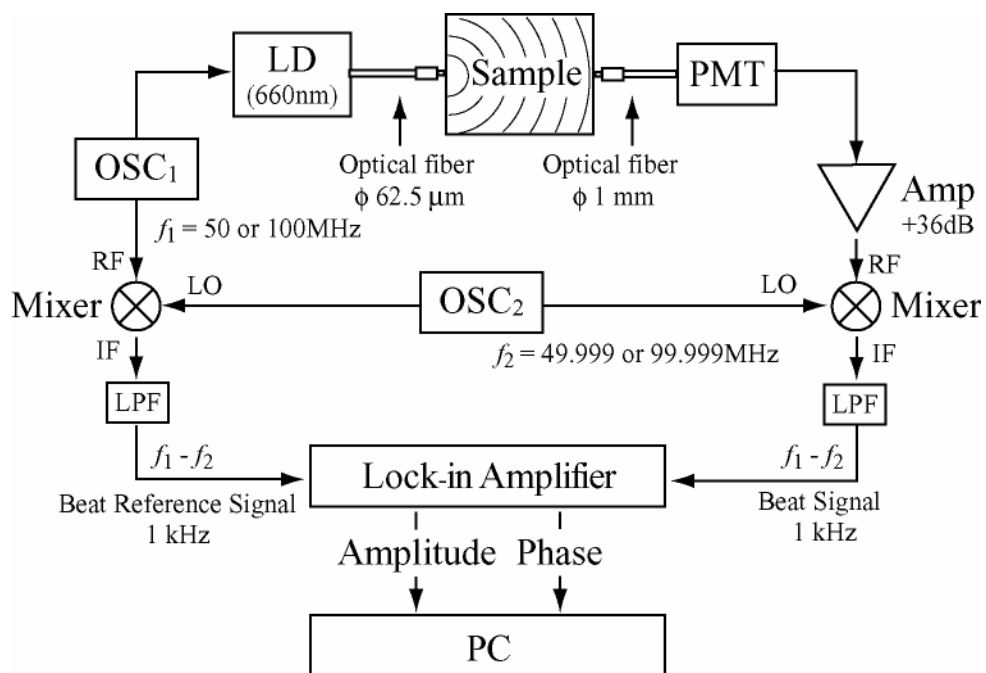 LD
(660nm)
Sample
PMT
OSC₁
Optical fiber
ϕ 62.5 μm
Optical fiber
ϕ 1 mm
Amp
+36dB
f₁ = 50 or 100MHz
RF
RF
Mixer
LO
OSC₂
LO
Mixer
IF
f₂ = 49.999 or 99.999MHz
IF
LPF
LPF
f₁ - f₂
Lock-in Amplifier
f₁ - f₂
Beat Reference Signal
1 kHz
Beat Signal
1 kHz
Amplitude
Phase
PC